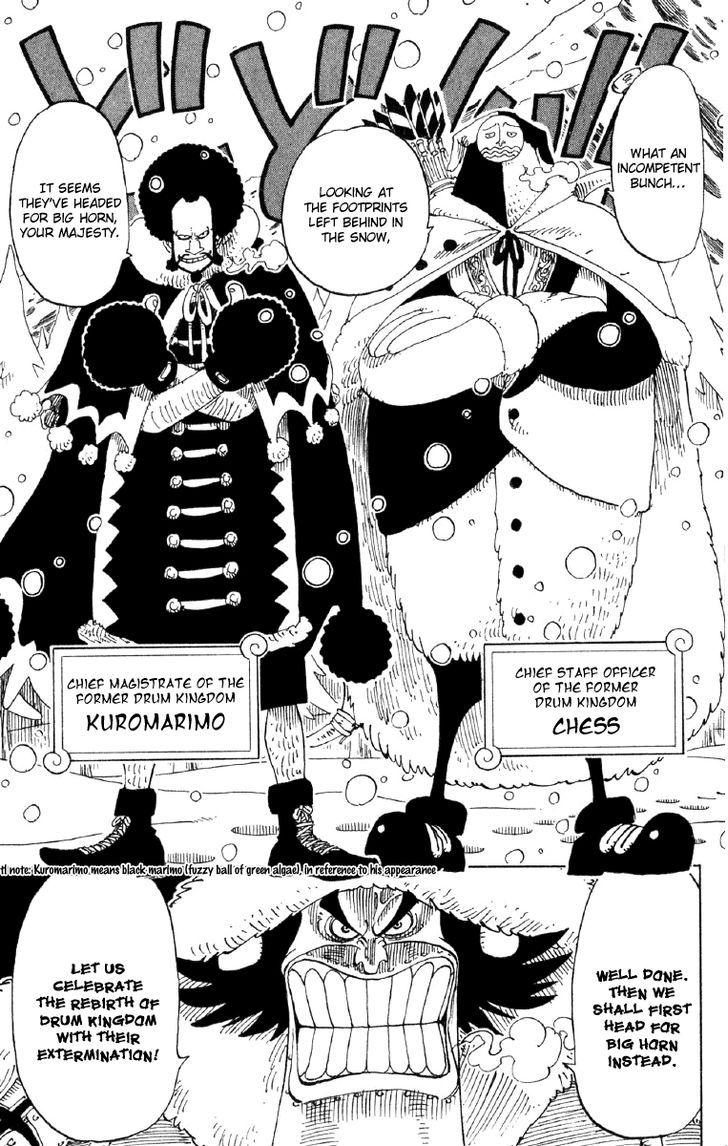 ドドドン!!
WHAT AN
INCOMPETENT
BUNCH...
LOOKING AT
THE FOOTPRINTS
LEFT BEHIND IN
THE SNOW,
IT SEEMS
THEY'VE HEADED
FOR BIG HORN,
YOUR MAJESTY.
CHIEF STAFF OFFICER
OF THE FORMER
DRUM KINGDOM
CHESS
CHIEF MAGISTRATE OF THE
FORMER DRUM KINGDOM
KUROMARIMO
tl note: Kuromarimo means black marimo (fuzzy ball of green algae), in reference to his appearance
WELL DONE.
THEN WE
SHALL FIRST
HEAD FOR
BIG HORN
INSTEAD.
LET US
CELEBRATE
THE REBIRTH OF
DRUM KINGDOM
WITH THEIR
EXTERMINATION!